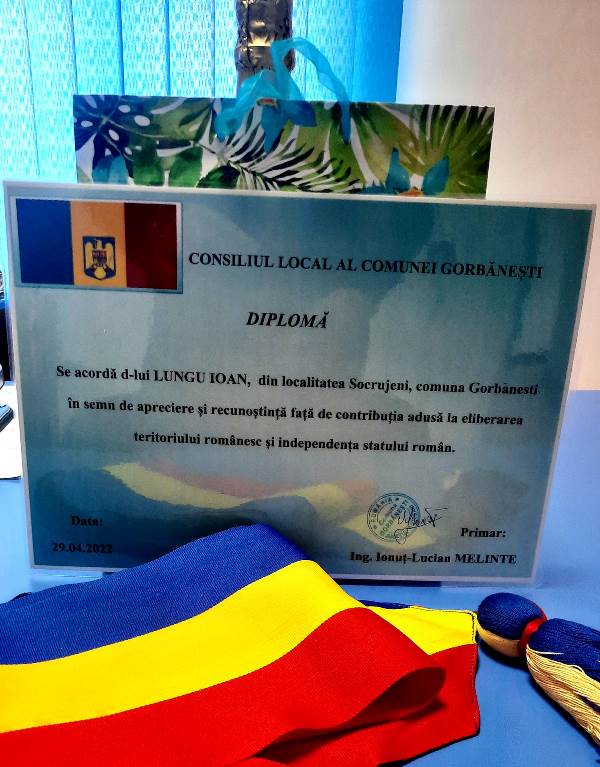 CONSILIUL LOCAL AL COMUNEI GORBĂNEȘTI
DIPLOMĂ
Se acordă d-lui LUNGU IOAN, din localitatea Socrujeni, comuna Gorbănesti
în semn de apreciere și recunoștință față de contribuția adusă la eliberarea
teritoriului românesc și independența statului român.
Data:
29.04.2022
ROMÂNIA
Primar:
Ing. Ionuț-Lucian MELINTE